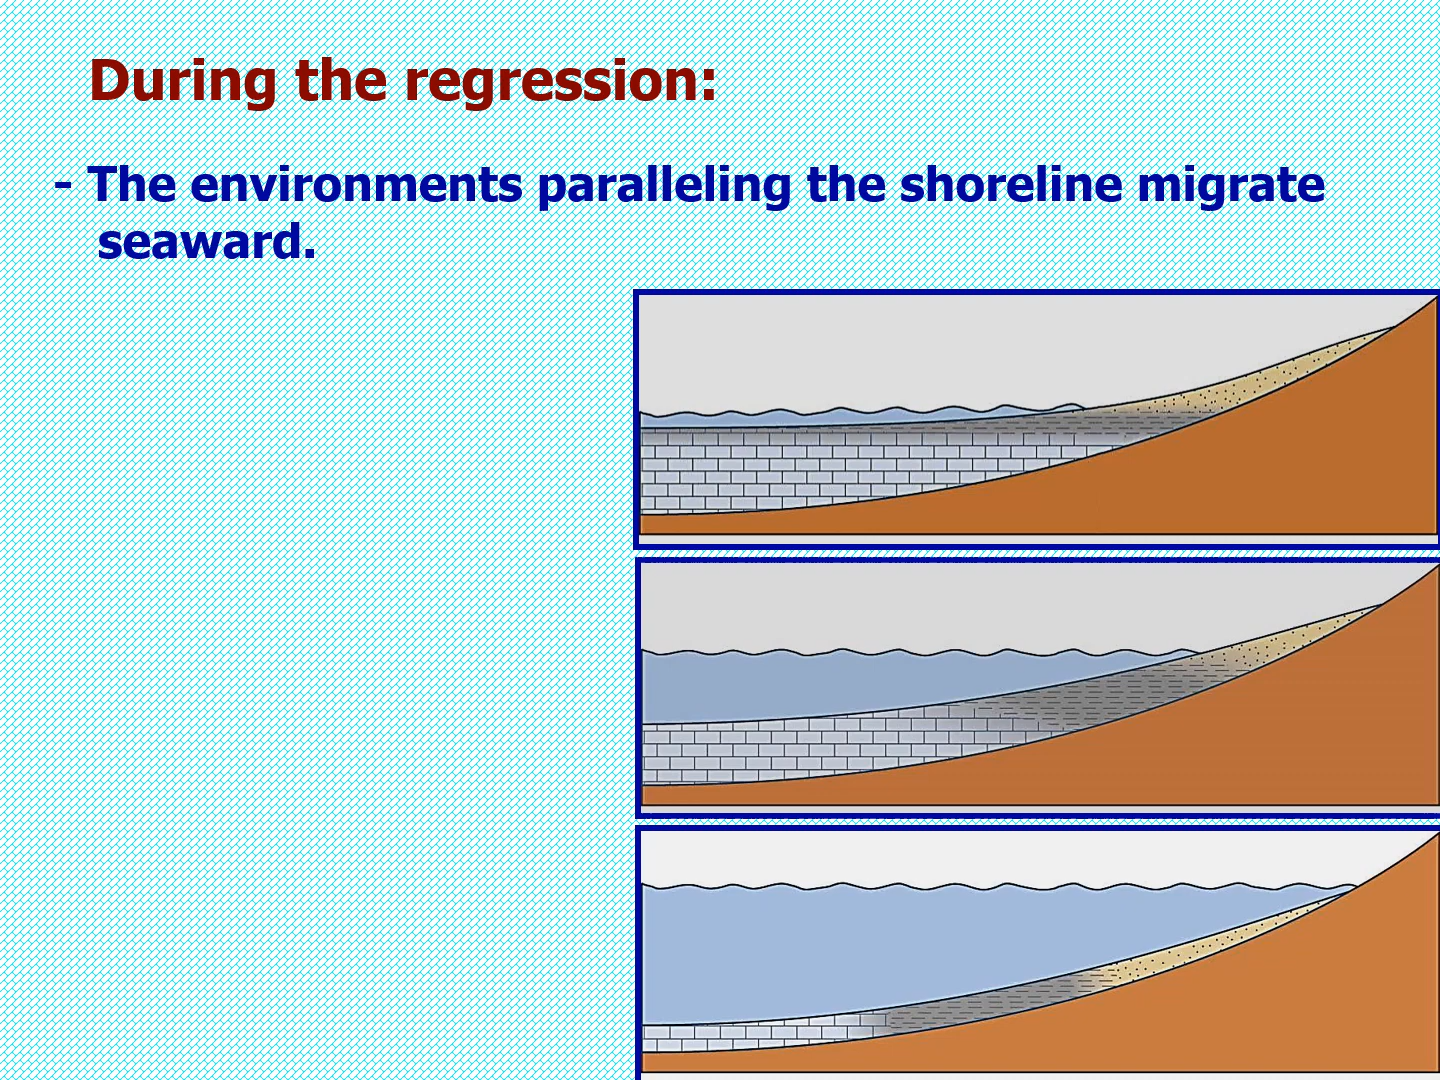 During the regression:
- The environments paralleling the shoreline migrate
seaward.